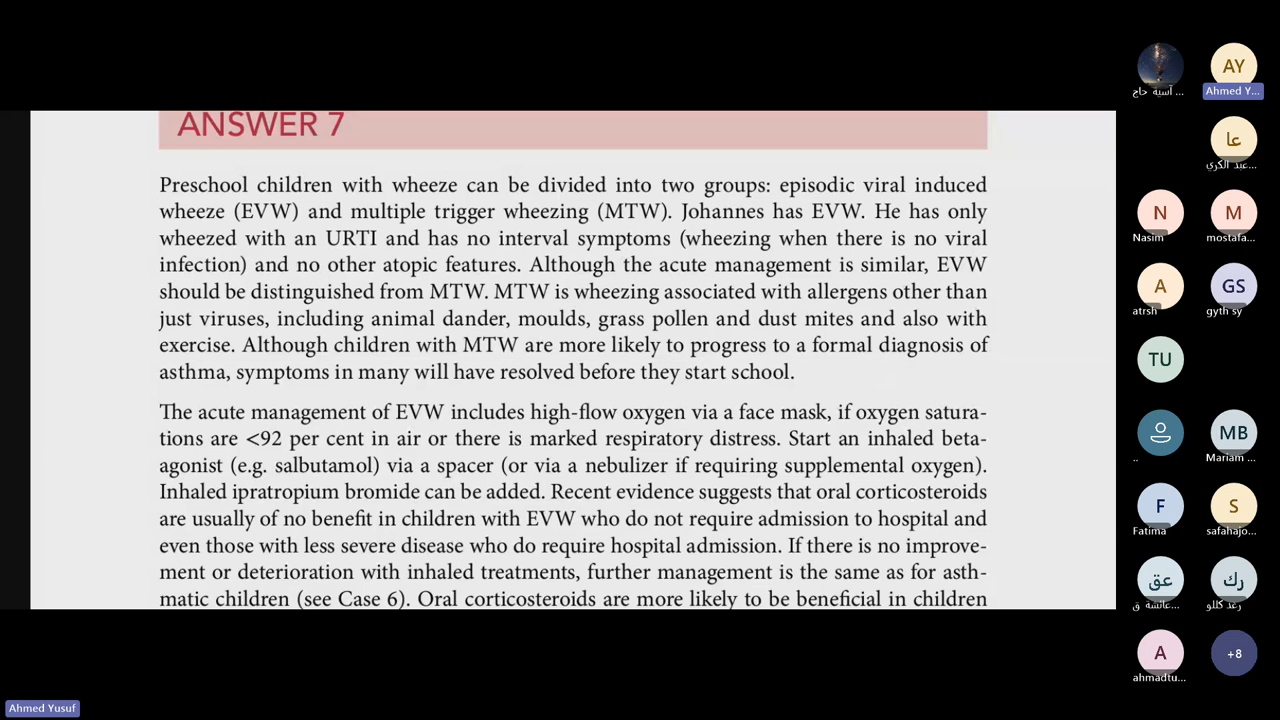 ANSWER 7
Preschool children with wheeze can be divided into two groups: episodic viral induced
wheeze (EVW) and multiple trigger wheezing (MTW). Johannes has EVW. He has only
wheezed with an URTI and has no interval symptoms (wheezing when there is no viral
infection) and no other atopic features. Although the acute management is similar, EVW
should be distinguished from MTW. MTW is wheezing associated with allergens other than
just viruses, including animal dander, moulds, grass pollen and dust mites and also with
exercise. Although children with MTW are more likely to progress to a formal diagnosis of
asthma, symptoms in many will have resolved before they start school.
The acute management of EVW includes high-flow oxygen via a face mask, if oxygen satura-
tions are <92 per cent in air or there is marked respiratory distress. Start an inhaled beta-
agonist (e.g. salbutamol) via a spacer (or via a nebulizer if requiring supplemental oxygen).
Inhaled ipratropium bromide can be added. Recent evidence suggests that oral corticosteroids
are usually of no benefit in children with EVW who do not require admission to hospital and
even those with less severe disease who do require hospital admission. If there is no improve-
ment or deterioration with inhaled treatments, further management is the same as for asth-
matic children (see Case 6). Oral corticosteroids are more likely to be beneficial in children
آسية حاج ...
AY
Ahmed Y...
عا
عبد الكري...
N
Nasim
M
mostafa...
A
atrsh
GS
gyth sy
TU
..
MB
Mariam ...
F
Fatima
S
safahajo...
عق
عائشة ق...
رك
رغد كللو
A
ahmadtu...
+8
Ahmed Yusuf